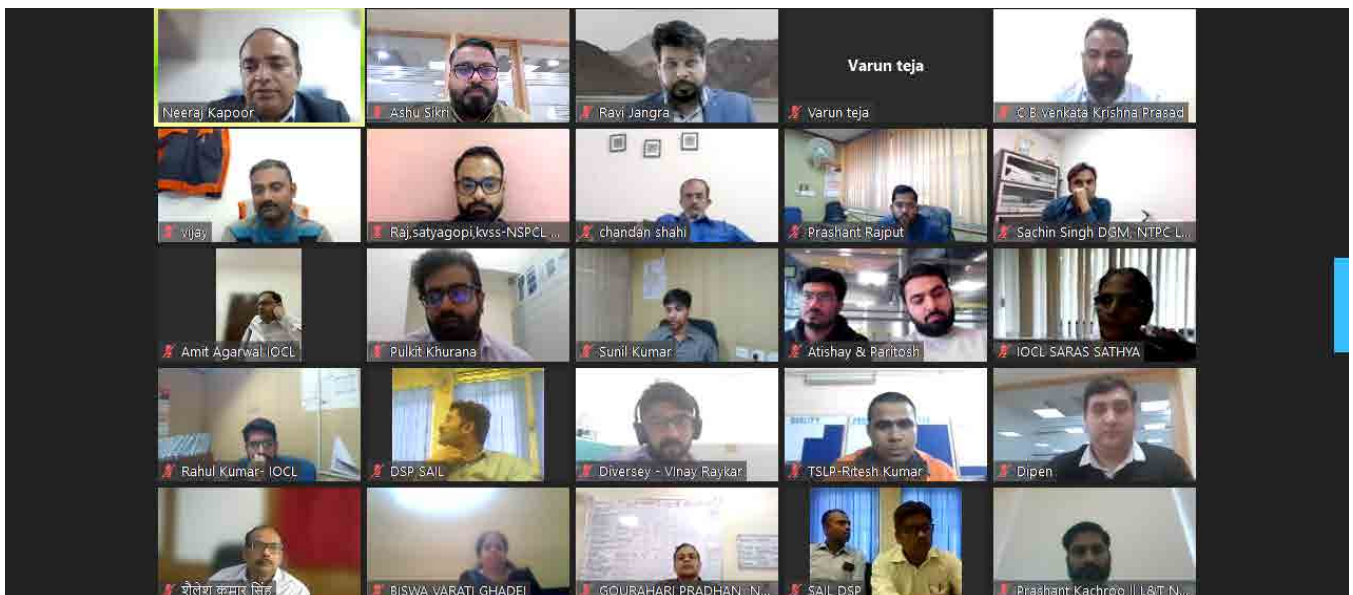 Neeraj Kapoor
Ashu Sikri
Ravi Jangra
Varun teja
Varun teja
C B Venkata Krishna Prasad
vijay
Raj,satyagopi,kvss-NSPCL ...
chandan shahi
Prashant Rajput
Sachin Singh DGM, NTPC L...
Amit Agarwal IOCL
Pulkit Khurana
Sunil Kumar
Atishay & Paritosh
IOCL SARAS SATHYA
QUALITY
Rahul Kumar- IOCL
DSP SAIL
Diversey - VInay Raykar
TSLP-Ritesh Kumar
Dipen
शैलेश कुमार सिंह
BISWA VARATI GHADEI
GOURAHARI PRADHAN, N...
SAIL DSP
Prashant Kachroo || L&T N...